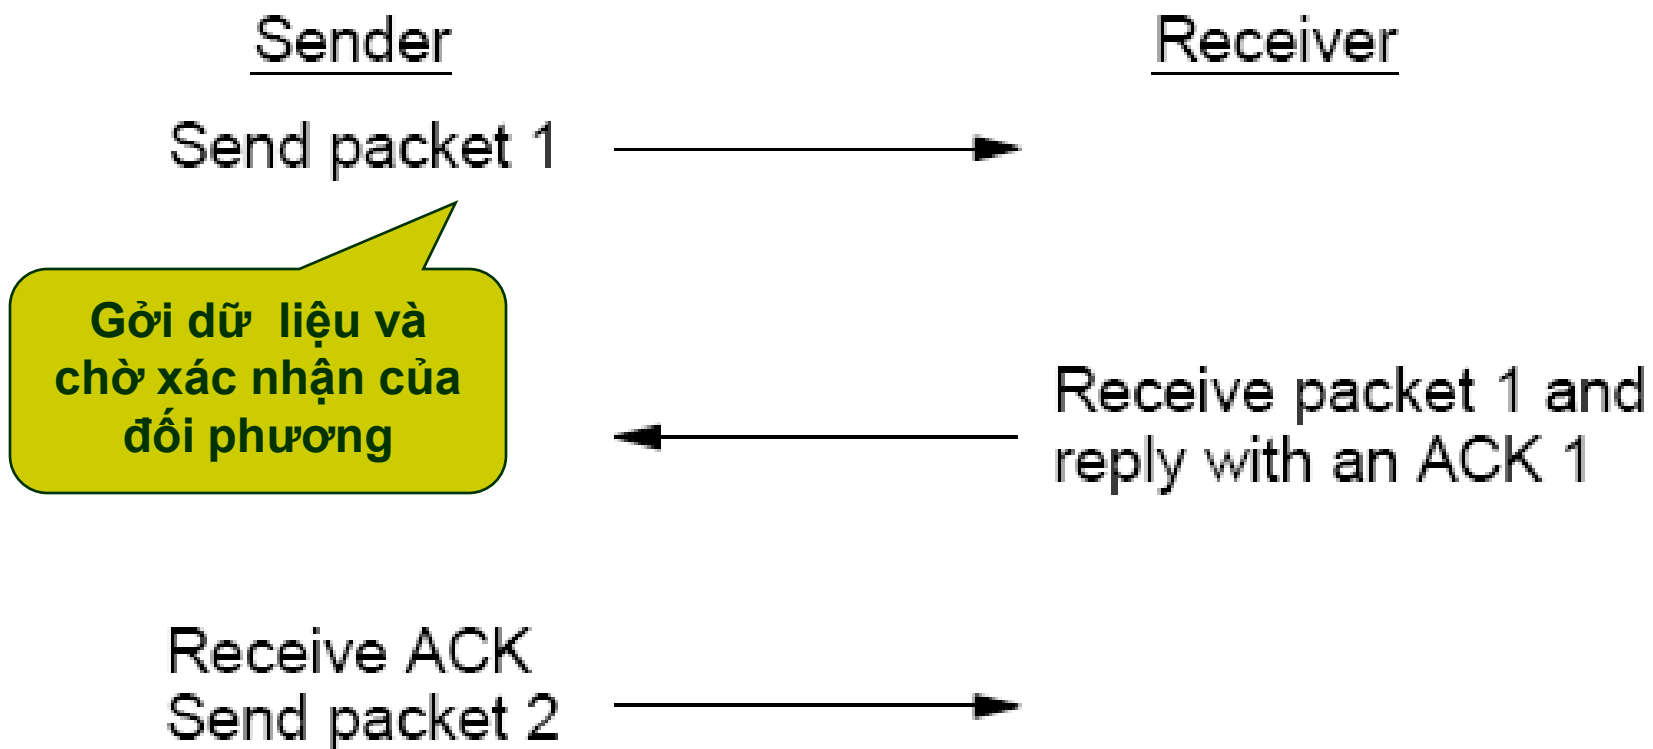 Sender
Receiver
Send packet 1
Gởi dữ liệu và
chờ xác nhận của
đối phương
Receive packet 1 and
reply with an ACK 1
Receive ACK
Send packet 2